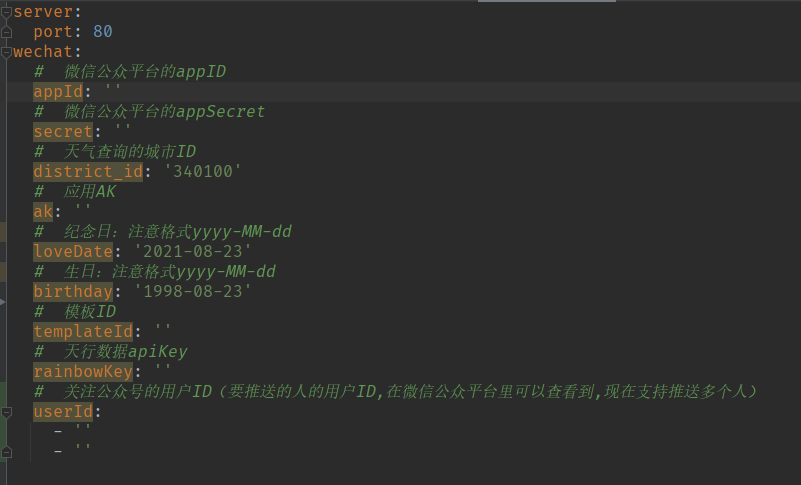 server:
  port: 80
wechat:
  #  微信公众平台的appID
  appId: ''
  #  微信公众平台的appSecret
  secret: ''
  #  天气查询的城市ID
  district_id: '340100'
  #  应用AK
  ak: ''
  #  纪念日：注意格式yyyy-MM-dd
  loveDate: '2021-08-23'
  #  生日：注意格式yyyy-MM-dd
  birthday: '1998-08-23'
  #  模板ID
  templateId: ''
  #  天行数据apiKey
  rainbowKey: ''
  #  关注公众号的用户ID（要推送的人的用户ID,在微信公众平台里可以查看到,现在支持推送多个人）
  userId:
    - ''
    - ''